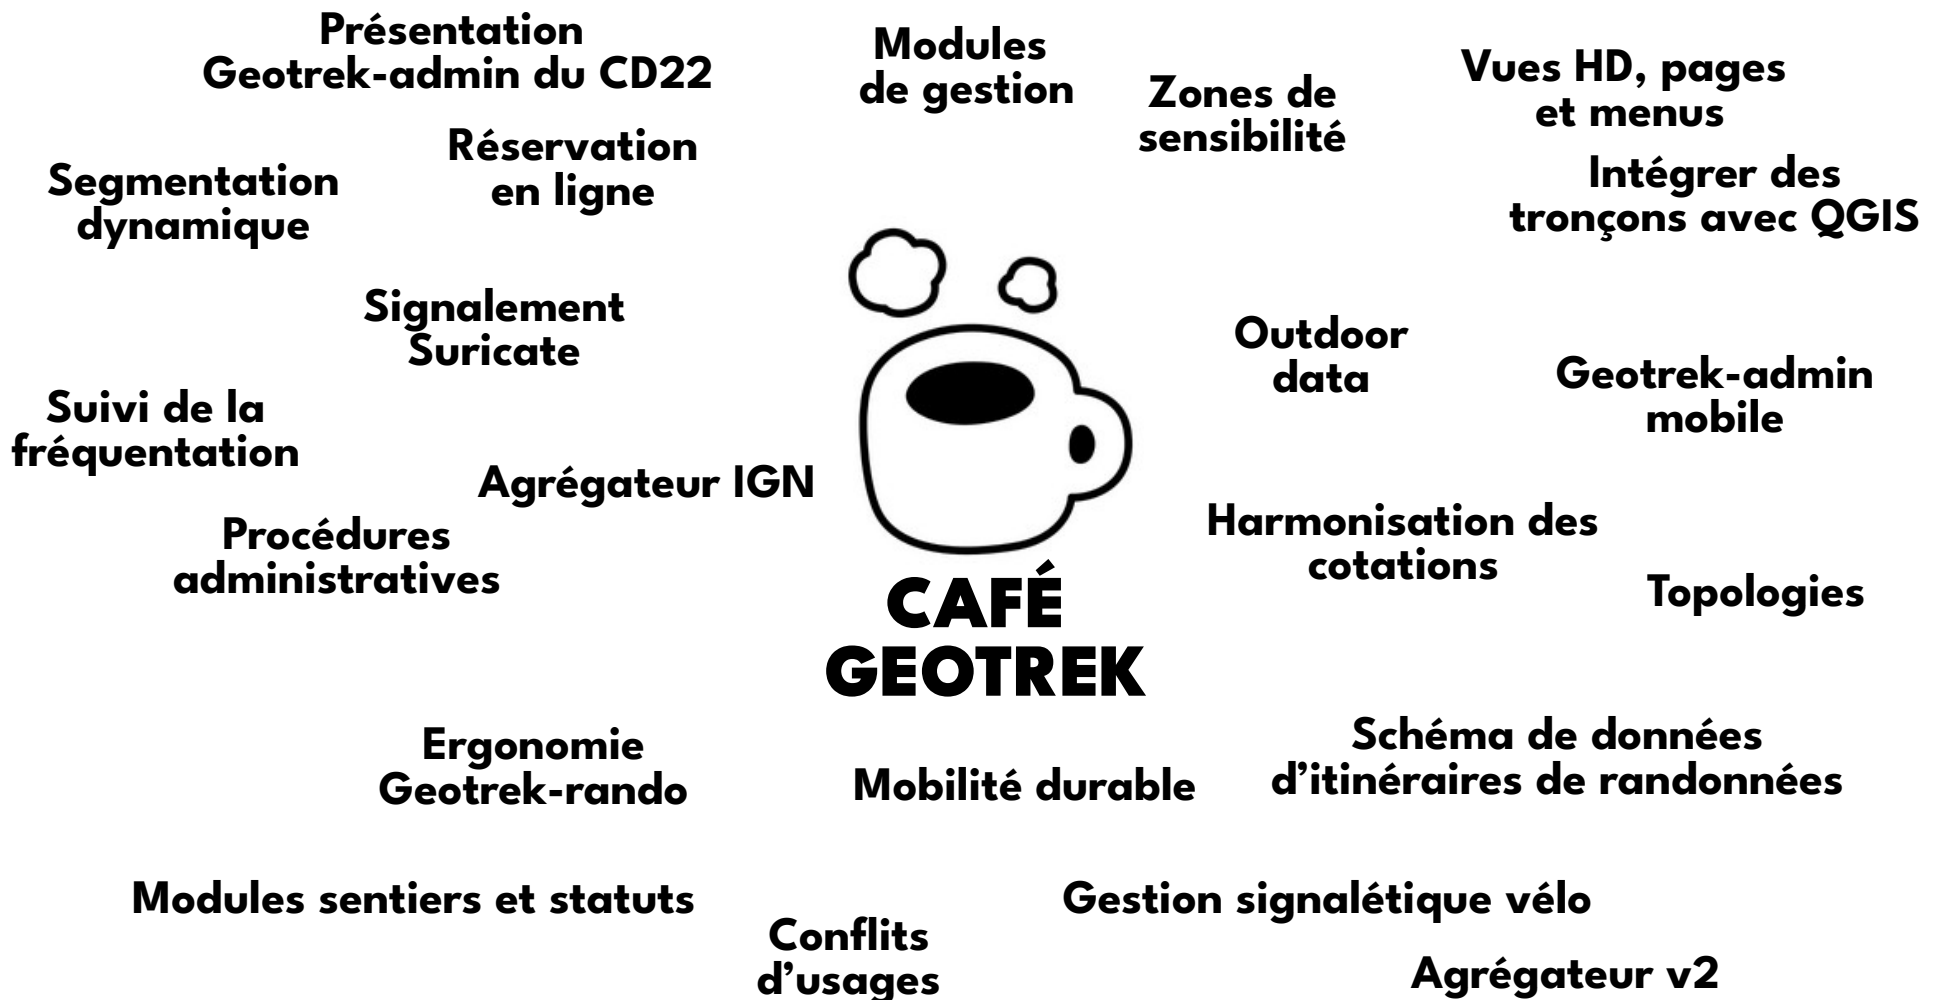 Présentation
Geotrek-admin du CD22
Modules
de gestion
Zones de
sensibilité
Vues HD, pages
et menus
Réservation
en ligne
Segmentation
dynamique
Intégrer des
tronçons avec QGIS
Signalement
Suricate
Outdoor
data
Geotrek-admin
mobile
Suivi de la
fréquentation
Agrégateur IGN
Procédures
administratives
Harmonisation des
cotations
Topologies
CAFÉ
GEOTREK
Ergonomie
Geotrek-rando
Mobilité durable
Schéma de données
d’itinéraires de randonnées
Modules sentiers et statuts
Conflits
d’usages
Gestion signalétique vélo
Agrégateur v2